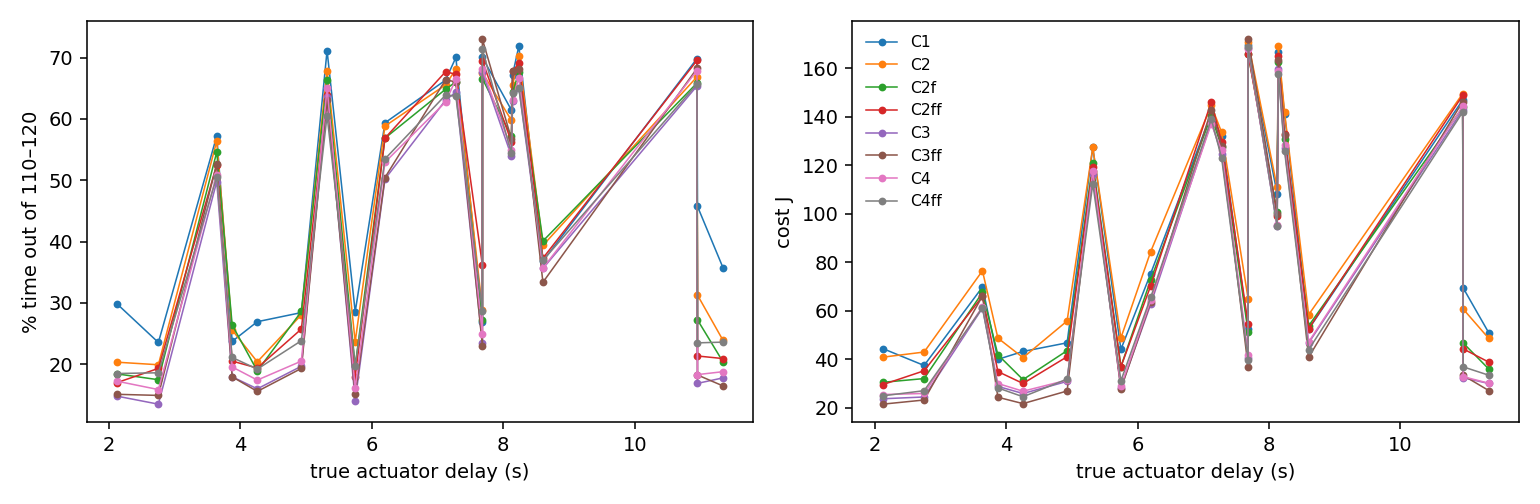 % time out of 110–120
70
60
50
40
30
20
2
4
6
8
10
true actuator delay (s)
cost J
160
140
120
100
80
60
40
20
C1
C2
C2f
C2ff
C3
C3ff
C4
C4ff
2
4
6
8
10
true actuator delay (s)